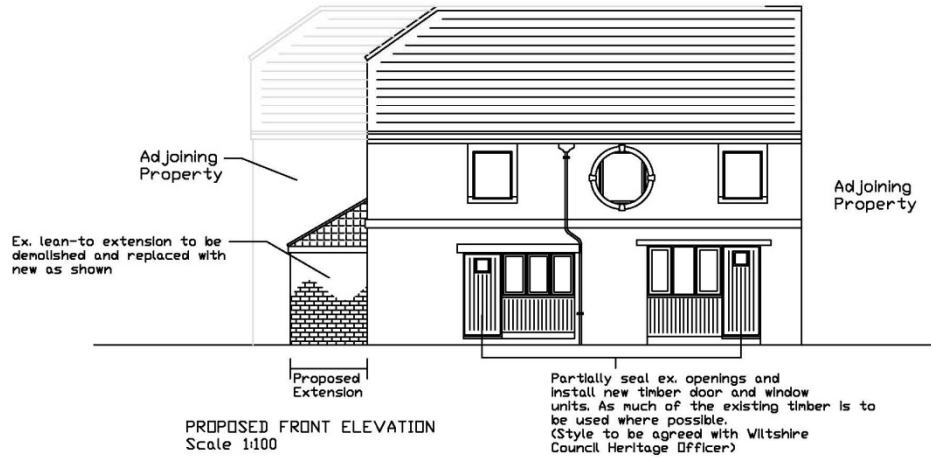 Adjoining
Property
Adjoining
Property
Ex. lean-to extension to be
demolished and replaced with
new as shown
Proposed
Extension
Partially seal ex. openings and
install new timber door and window
units. As much of the existing timber is to
be used where possible.
(Style to be agreed with Wiltshire
Council Heritage Officer)
PROPOSED FRONT ELEVATION
Scale 1:100